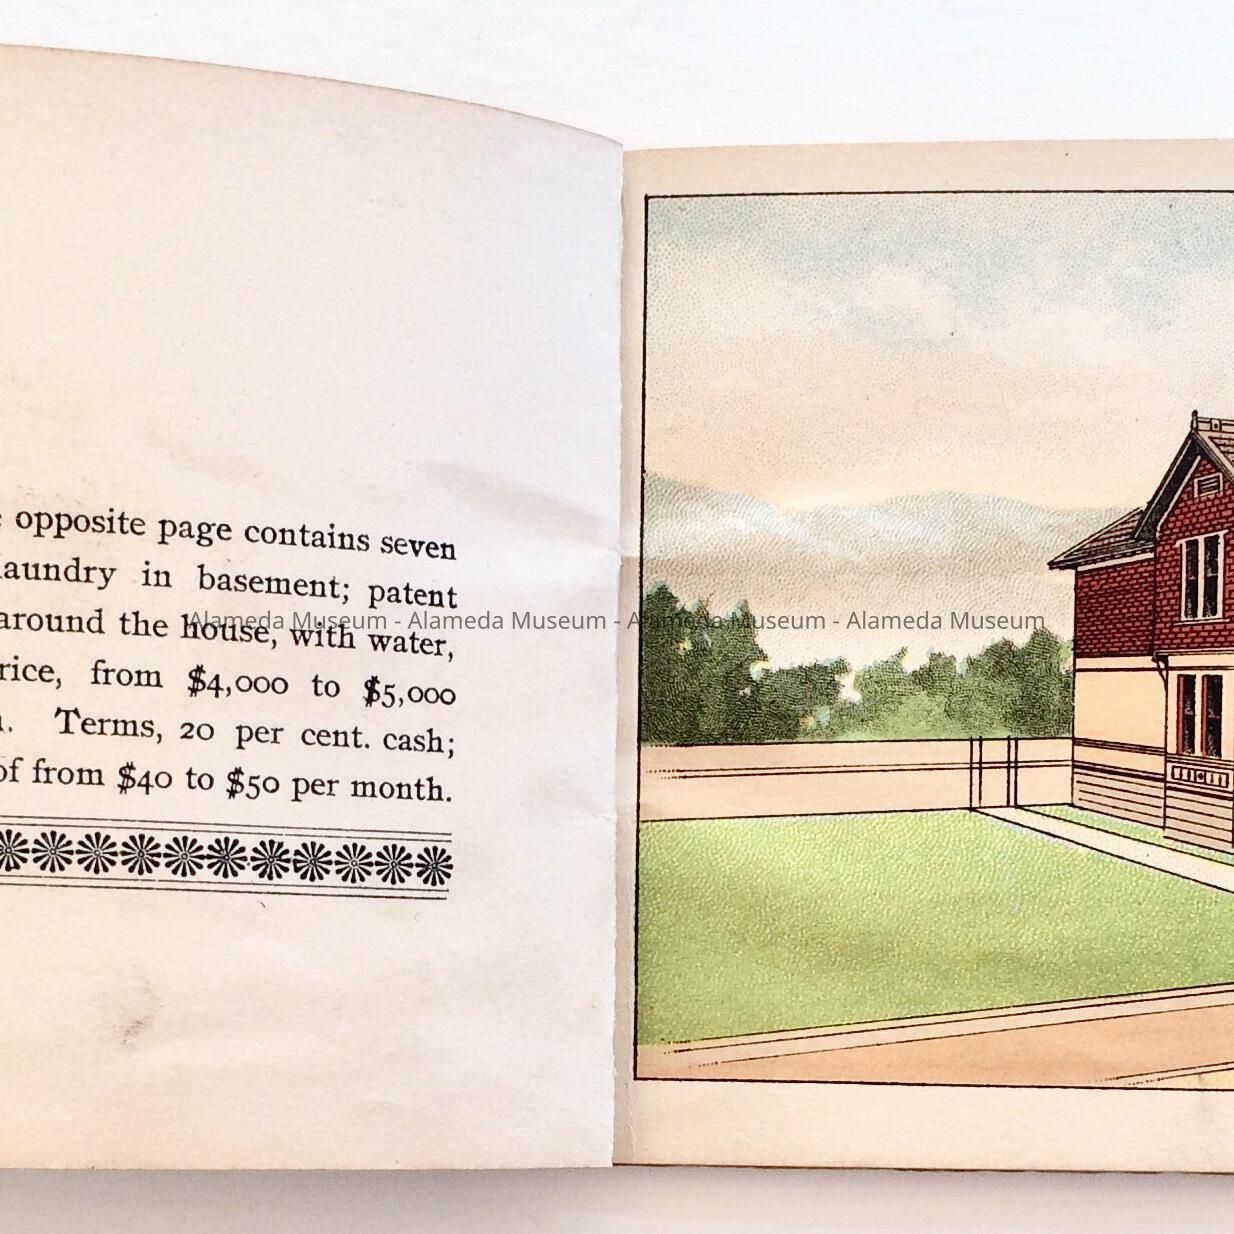 opposite page contains seven
laundry in basement; patent
around the house, with water,
Alameda Museum - Alameda Museum - Alameda Museum - Alameda Museum
from $4,000 to $5,000
Terms, 20 per cent. cash;
of from $40 to $50 per month.